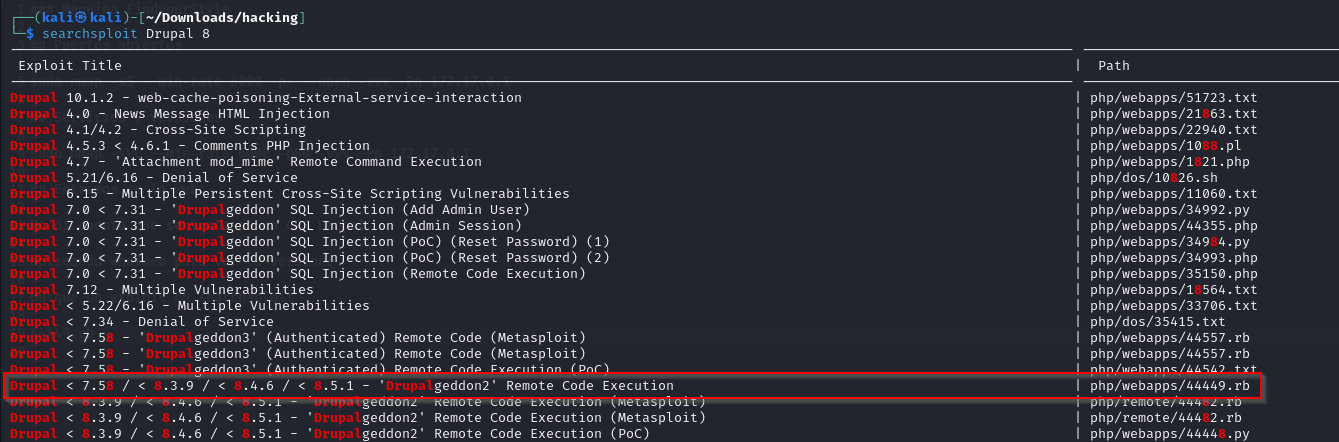 ┌──(kali㉿kali)-[~/Downloads/hacking]
└─$ searchsploit Drupal 8
Exploit Title | Path
Drupal 10.1.2 - web-cache-poisoning-External-service-interaction | php/webapps/51723.txt
Drupal 4.0 - News Message HTML Injection | php/webapps/21863.txt
Drupal 4.1/4.2 - Cross-Site Scripting | php/webapps/22940.txt
Drupal 4.5.3 < 4.6.1 - Comments PHP Injection | php/webapps/1088.pl
Drupal 4.7 - 'Attachment mod_mime' Remote Command Execution | php/webapps/1821.php
Drupal 5.21/6.16 - Denial of Service | php/dos/10826.sh
Drupal 6.15 - Multiple Persistent Cross-Site Scripting Vulnerabilities | php/webapps/11060.txt
Drupal 7.0 < 7.31 - 'Drupalgeddon' SQL Injection (Add Admin User) | php/webapps/34992.py
Drupal 7.0 < 7.31 - 'Drupalgeddon' SQL Injection (Admin Session) | php/webapps/44355.php
Drupal 7.0 < 7.31 - 'Drupalgeddon' SQL Injection (PoC) (Reset Password) (1) | php/webapps/34984.py
Drupal 7.0 < 7.31 - 'Drupalgeddon' SQL Injection (PoC) (Reset Password) (2) | php/webapps/34993.php
Drupal 7.0 < 7.31 - 'Drupalgeddon' SQL Injection (Remote Code Execution) | php/webapps/35150.php
Drupal 7.12 - Multiple Vulnerabilities | php/webapps/18564.txt
Drupal < 5.22/6.16 - Multiple Vulnerabilities | php/webapps/33706.txt
Drupal < 7.34 - Denial of Service | php/dos/35415.txt
Drupal < 7.58 - 'Drupalgeddon3' (Authenticated) Remote Code (Metasploit) | php/webapps/44557.rb
Drupal < 7.58 - 'Drupalgeddon3' (Authenticated) Remote Code (Metasploit) | php/webapps/44557.rb
Drupal < 7.58 - 'Drupalgeddon3' (Authenticated) Remote Code Execution (PoC) | php/webapps/44542.txt
Drupal < 7.58 / < 8.3.9 / < 8.4.6 / < 8.5.1 - 'Drupalgeddon2' Remote Code Execution | php/webapps/44449.rb
Drupal < 8.3.9 / < 8.4.6 / < 8.5.1 - 'Drupalgeddon2' Remote Code Execution (Metasploit) | php/remote/44482.rb
Drupal < 8.3.9 / < 8.4.6 / < 8.5.1 - 'Drupalgeddon2' Remote Code Execution (Metasploit) | php/remote/44482.rb
Drupal < 8.3.9 / < 8.4.6 / < 8.5.1 - 'Drupalgeddon2' Remote Code Execution (PoC) | php/webapps/44448.py